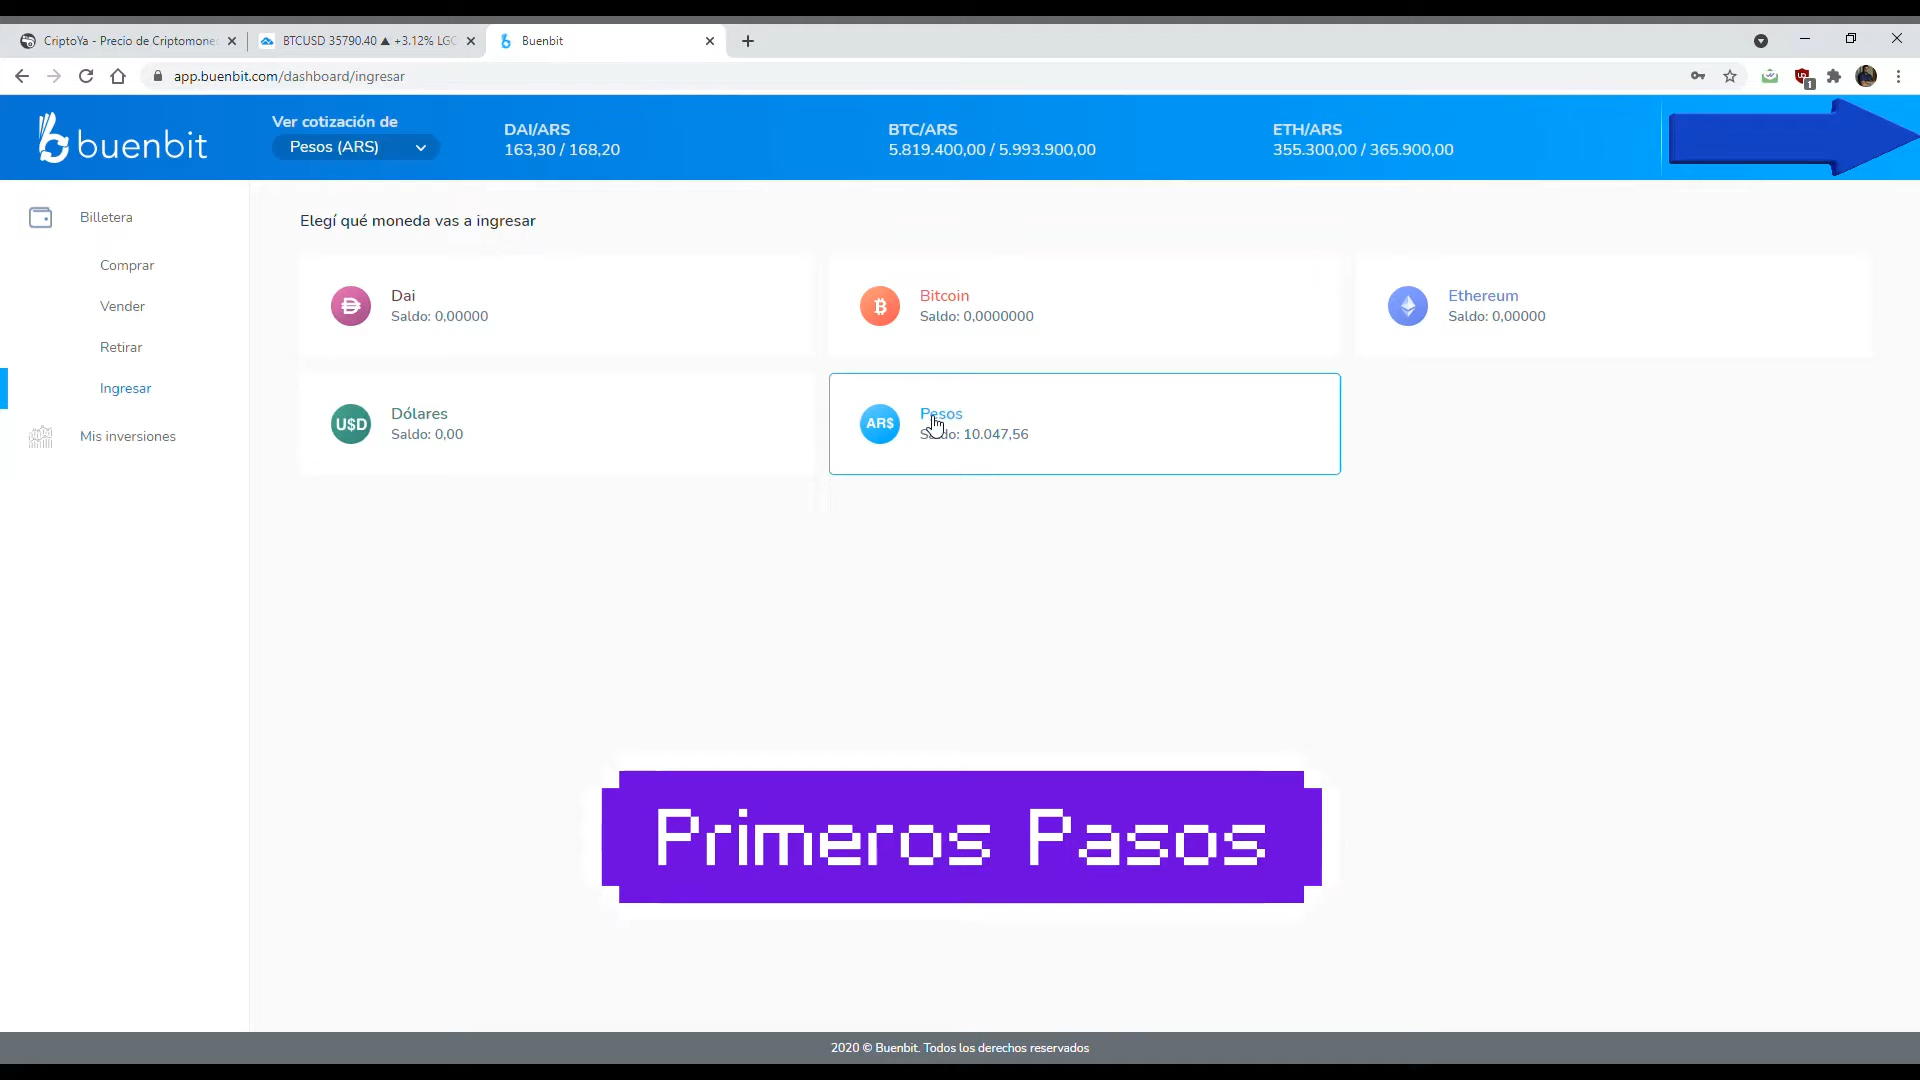 CriptoYa - Precio de Criptomone
BTCUSD 35790.40 ▲ +3.12% LGC
Buenbit
app.buenbit.com/dashboard/ingresar
1
buenbit
Ver cotización de
Pesos (ARS)
DAI/ARS
163,30 / 168,20
BTC/ARS
5.819.400,00 / 5.993.900,00
ETH/ARS
355.300,00 / 365.900,00
Billetera
Comprar
Vender
Retirar
Ingresar
Mis inversiones
Elegí qué moneda vas a ingresar
Dai
Saldo: 0,00000
Bitcoin
Saldo: 0,0000000
Ethereum
Saldo: 0,00000
U$D
Dólares
Saldo: 0,00
AR$
Pesos
Saldo: 10.047,56
Primeros Pasos
2020 © Buenbit. Todos los derechos reservados